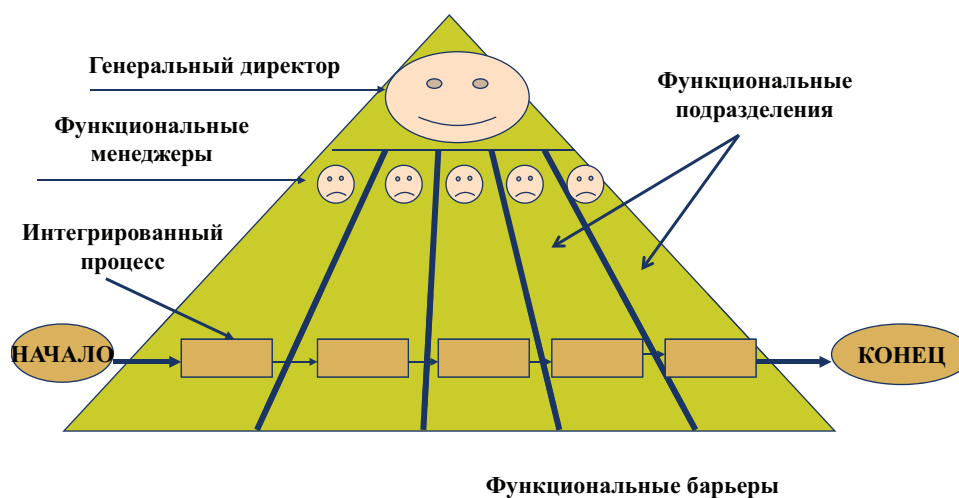 Генеральный директор
Функциональные
подразделения
Функциональные
менеджеры
Интегрированный
процесс
НАЧАЛО
КОНЕЦ
Функциональные барьеры